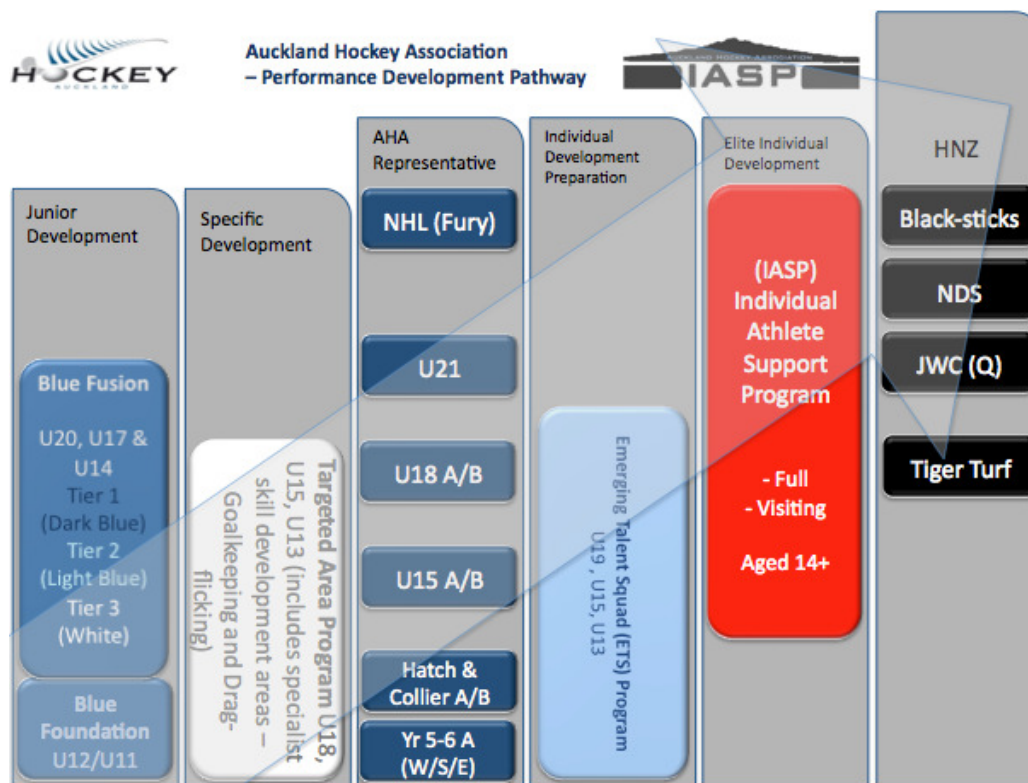 HOCKEY
AUCKLAND
Auckland Hockey Association
– Performance Development Pathway
AUCKLAND HOCKEY ASSOCIATION
IASP
Junior
Development
Blue Fusion
U20, U17 &
U14
Tier 1
(Dark Blue)
Tier 2
(Light Blue)
Tier 3
(White)
Blue
Foundation
U12/U11
Specific
Development
Targeted Area Program U18,
U15, U13 (includes specialist
skill development areas –
Goalkeeping and Drag-
flicking)
AHA
Representative
NHL (Fury)
U21
U18 A/B
U15 A/B
Hatch &
Collier A/B
Yr 5-6 A
(W/S/E)
Individual
Development
Preparation
Emerging Talent Squad (ETS) Program
U19 , U15, U13
Elite Individual
Development
(IASP)
Individual
Athlete
Support
Program
- Full
- Visiting
Aged 14+
HNZ
Black-sticks
NDS
JWC (Q)
Tiger Turf